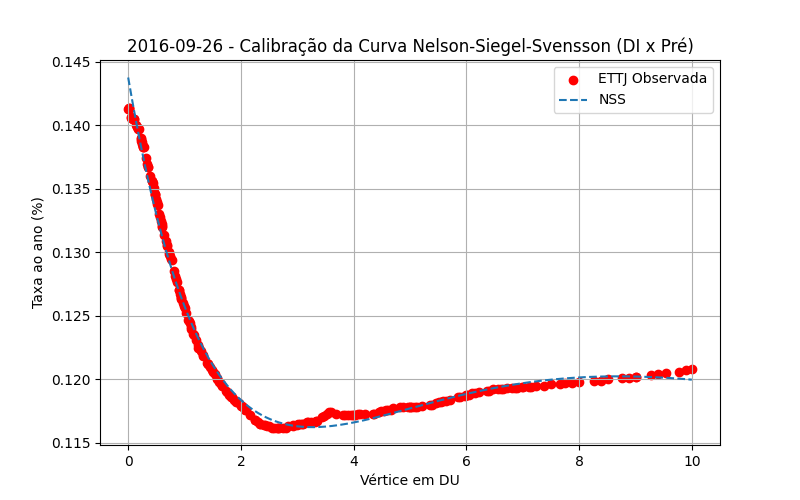 2016-09-26 - Calibração da Curva Nelson-Siegel-Svensson (DI x Pré)
0.145
0.140
0.135
0.130
0.125
0.120
0.115
Taxa ao ano (%)
ETTJ Observada
NSS
0 2 4 6 8 10
Vértice em DU